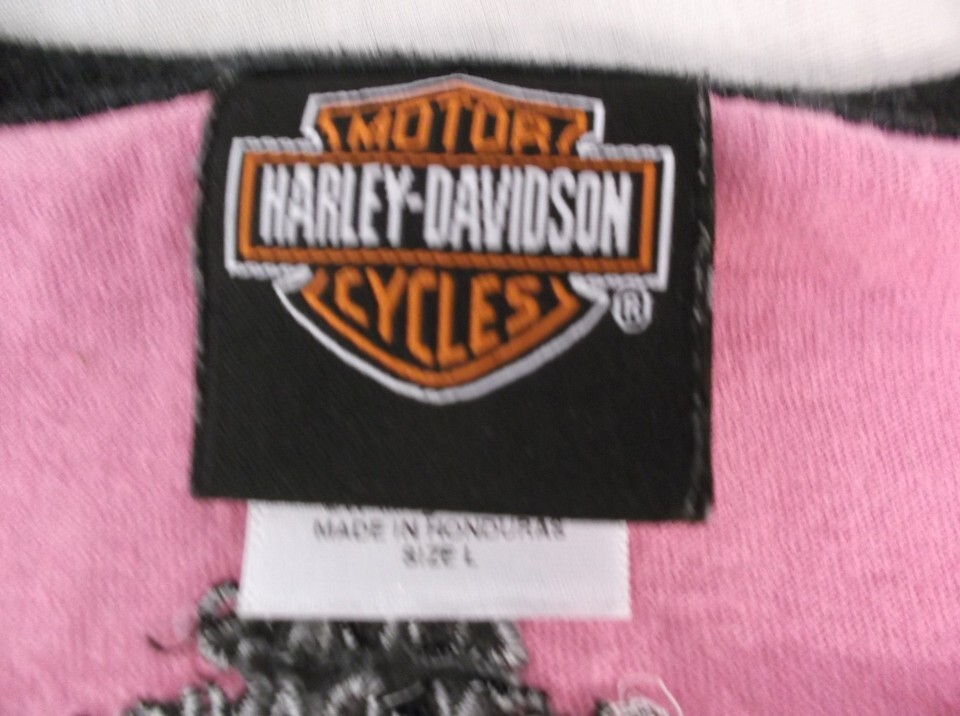 MOTOR
HARLEY-DAVIDSON
CYCLES
®
MADE IN HONDURAS
SIZE L